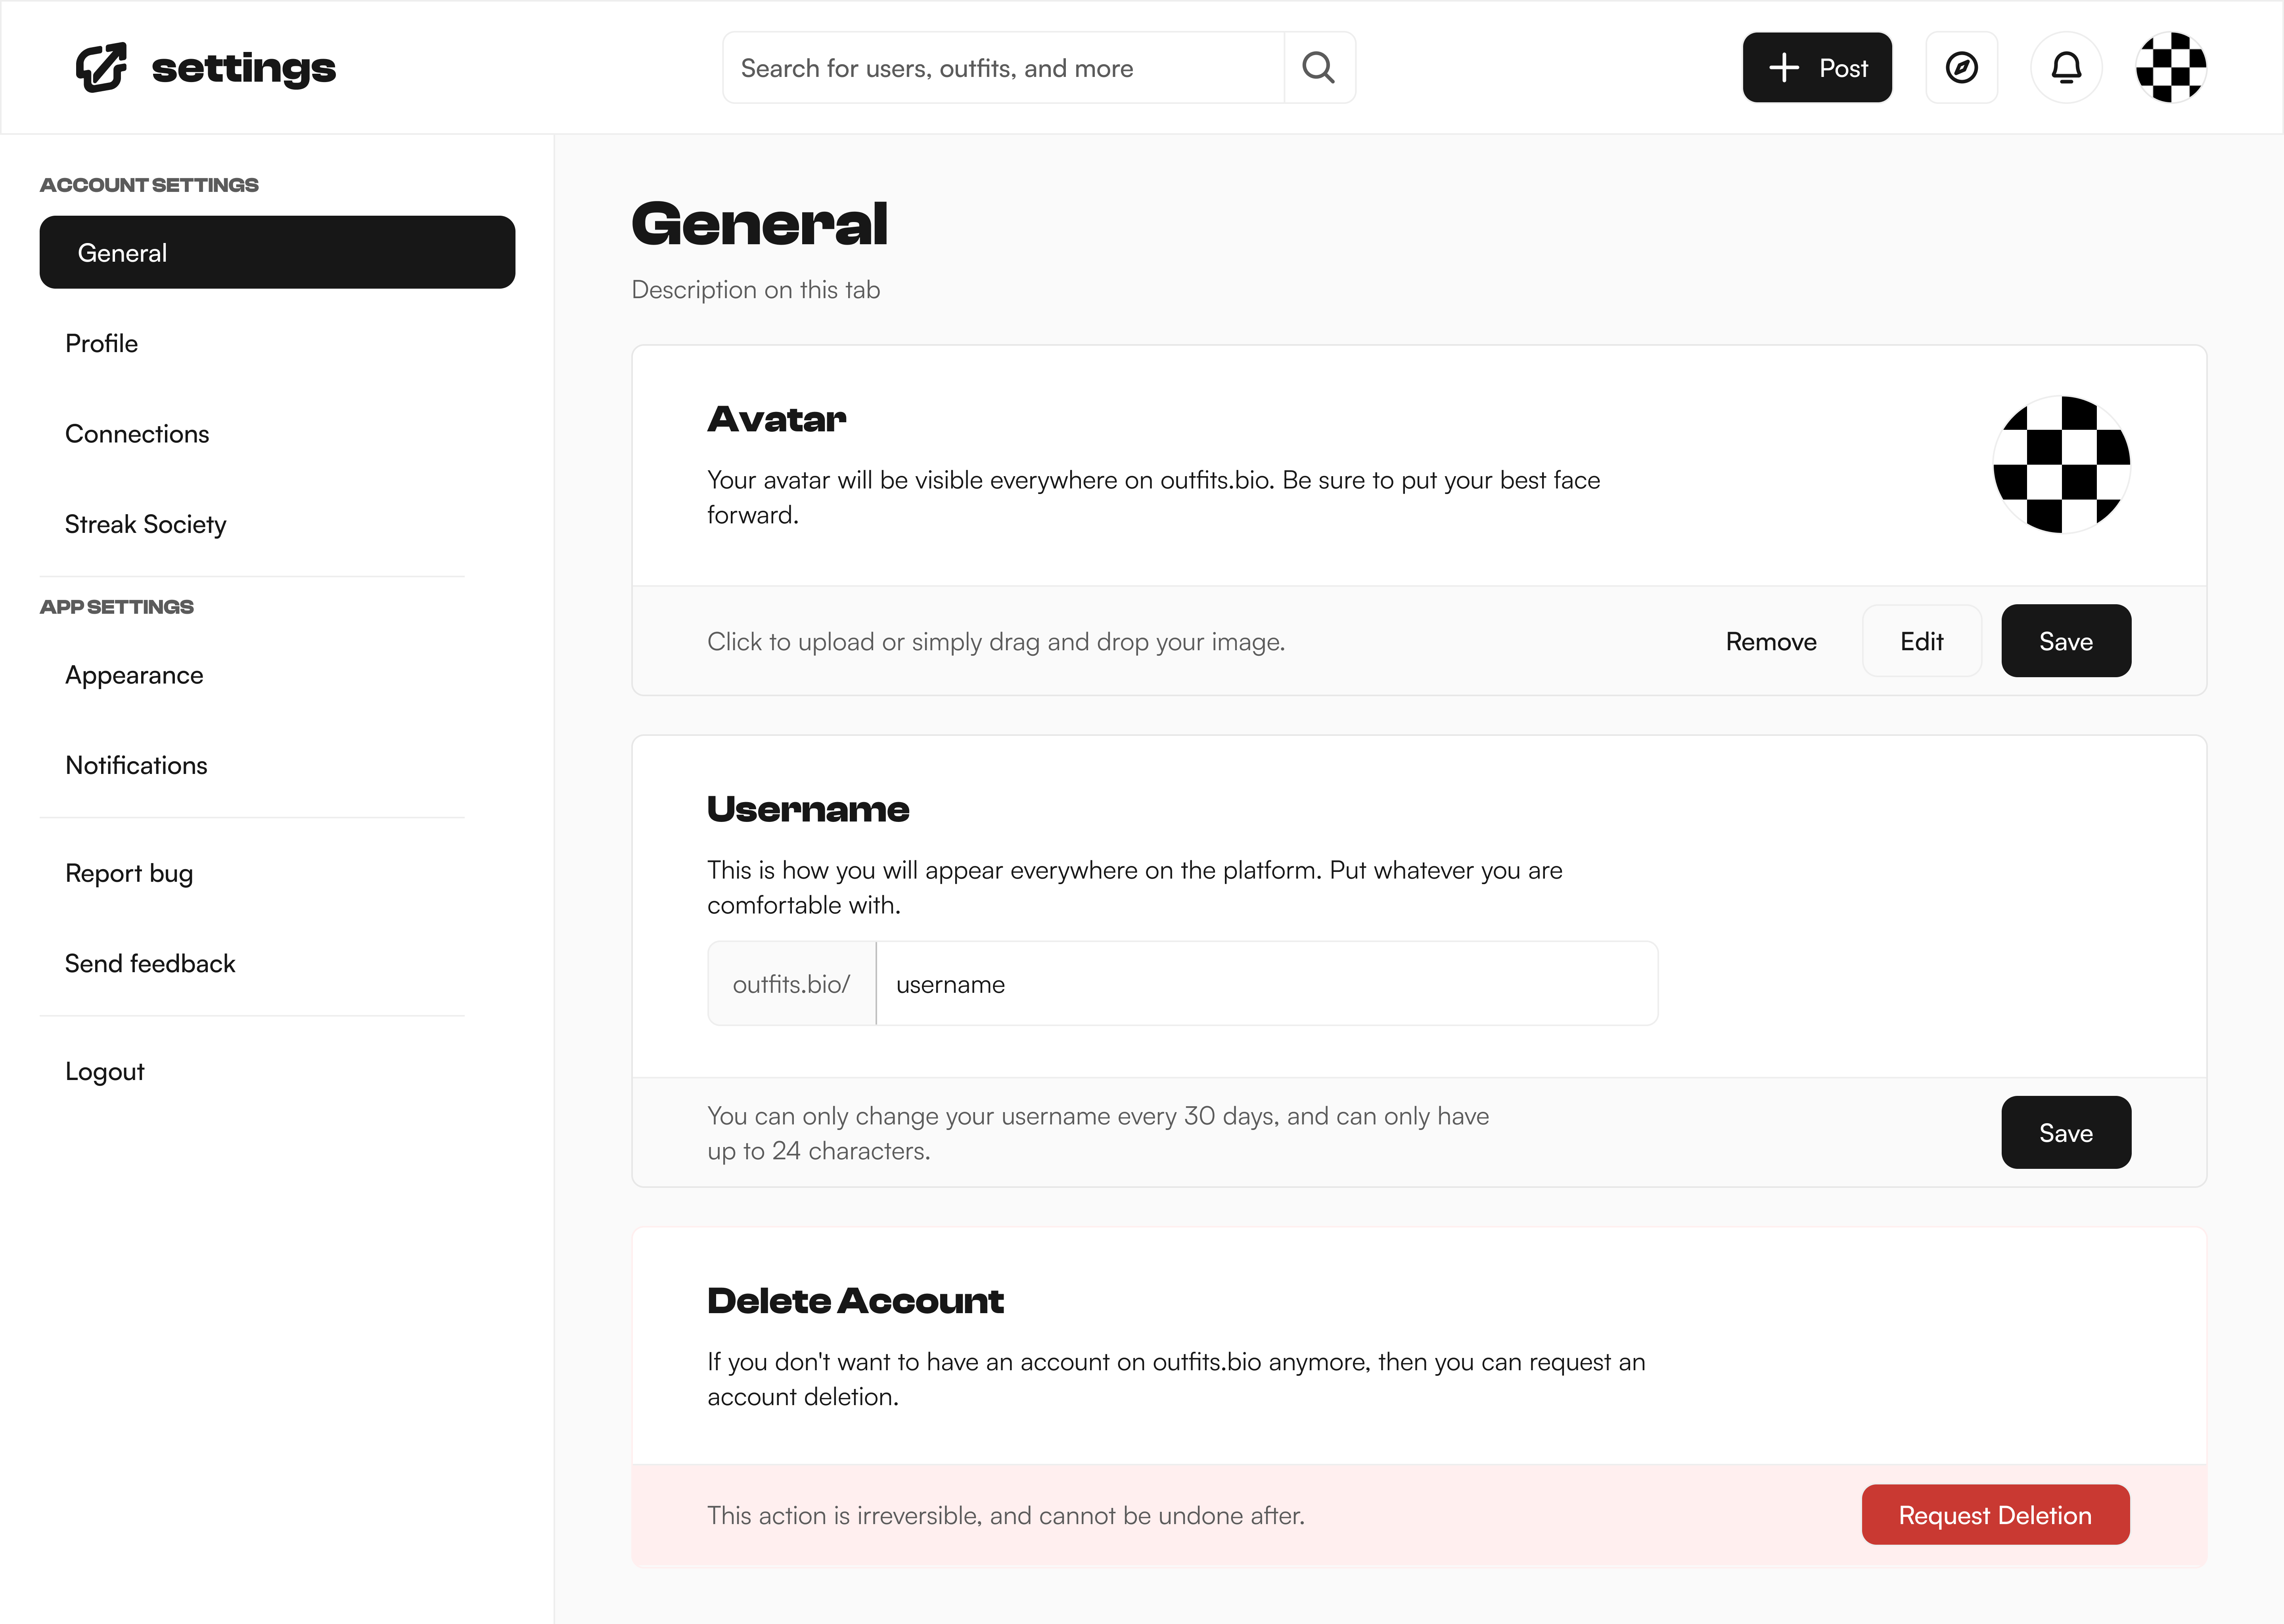 settings
Search for users, outfits, and more
Post
ACCOUNT SETTINGS
General
Profile
Connections
Streak Society
APP SETTINGS
Appearance
Notifications
Report bug
Send feedback
Logout
General
Description on this tab
Avatar
Your avatar will be visible everywhere on outfits.bio. Be sure to put your best face
forward.
Click to upload or simply drag and drop your image.
Remove
Edit
Save
Username
This is how you will appear everywhere on the platform. Put whatever you are
comfortable with.
outfits.bio/
username
You can only change your username every 30 days, and can only have
up to 24 characters.
Save
Delete Account
If you don't want to have an account on outfits.bio anymore, then you can request an
account deletion.
This action is irreversible, and cannot be undone after.
Request Deletion